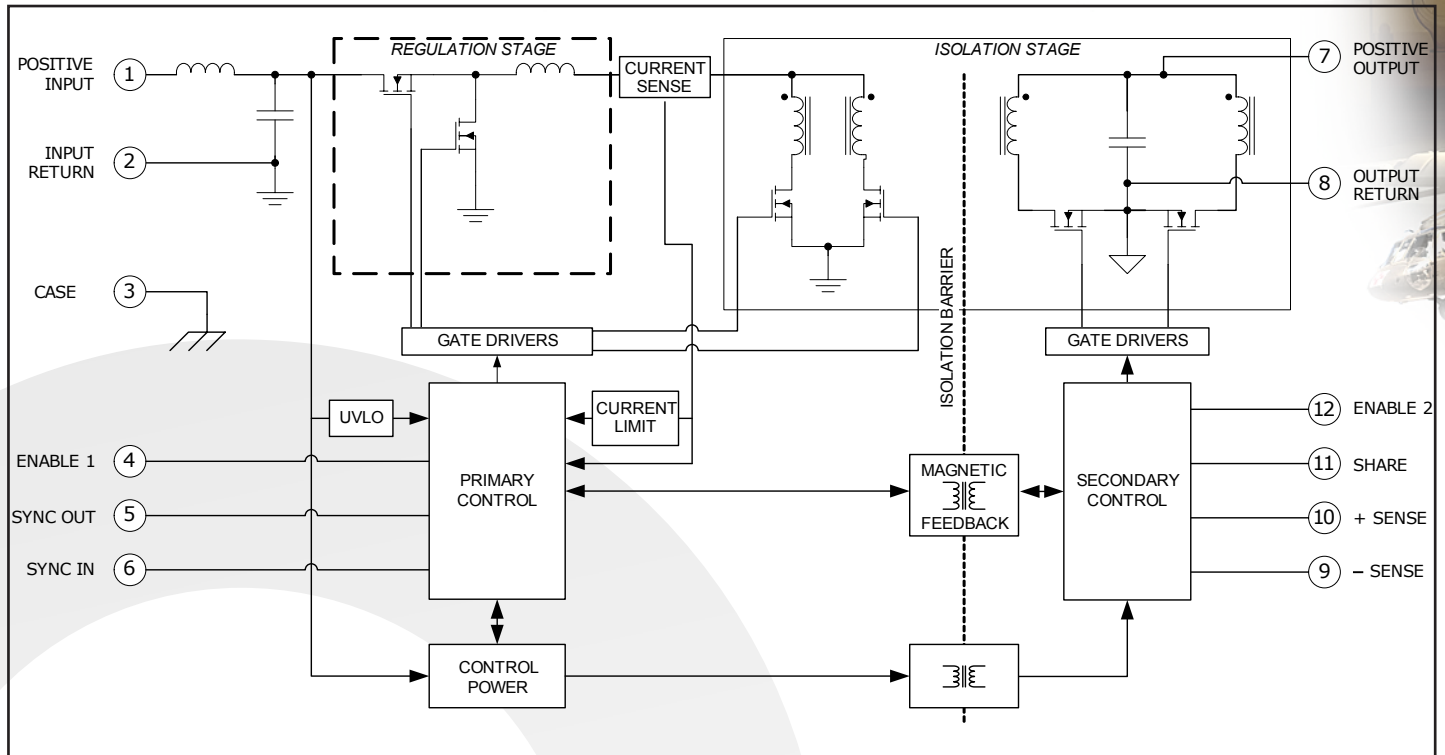 REGULATION STAGE
ISOLATION STAGE
POSITIVE
INPUT
1
CURRENT
SENSE
7
POSITIVE
OUTPUT
INPUT
RETURN
2
8
OUTPUT
RETURN
CASE
3
ISOLATION BARRIER
GATE DRIVERS
GATE DRIVERS
UVLO
CURRENT
LIMIT
12
ENABLE 2
ENABLE 1
4
PRIMARY
CONTROL
MAGNETIC
FEEDBACK
SECONDARY
CONTROL
11
SHARE
SYNC OUT
5
10
+ SENSE
SYNC IN
6
9
– SENSE
CONTROL
POWER